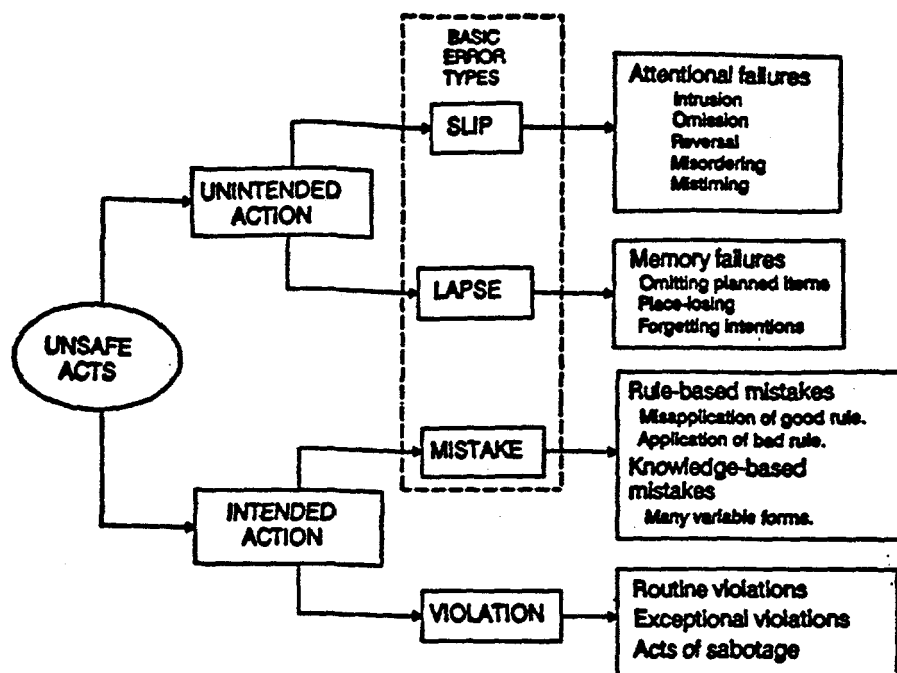 BASIC
ERROR
TYPES
SLIP
Attentional failures
Intrusion
Omission
Reversal
Misordering
Mistiming
UNINTENDED
ACTION
LAPSE
Memory failures
Omitting planned items
Place-losing
Forgetting intentions
UNSAFE
ACTS
MISTAKE
Rule-based mistakes
Misapplication of good rule.
Application of bad rule.
Knowledge-based
mistakes
Many variable forms.
INTENDED
ACTION
VIOLATION
Routine violations
Exceptional violations
Acts of sabotage